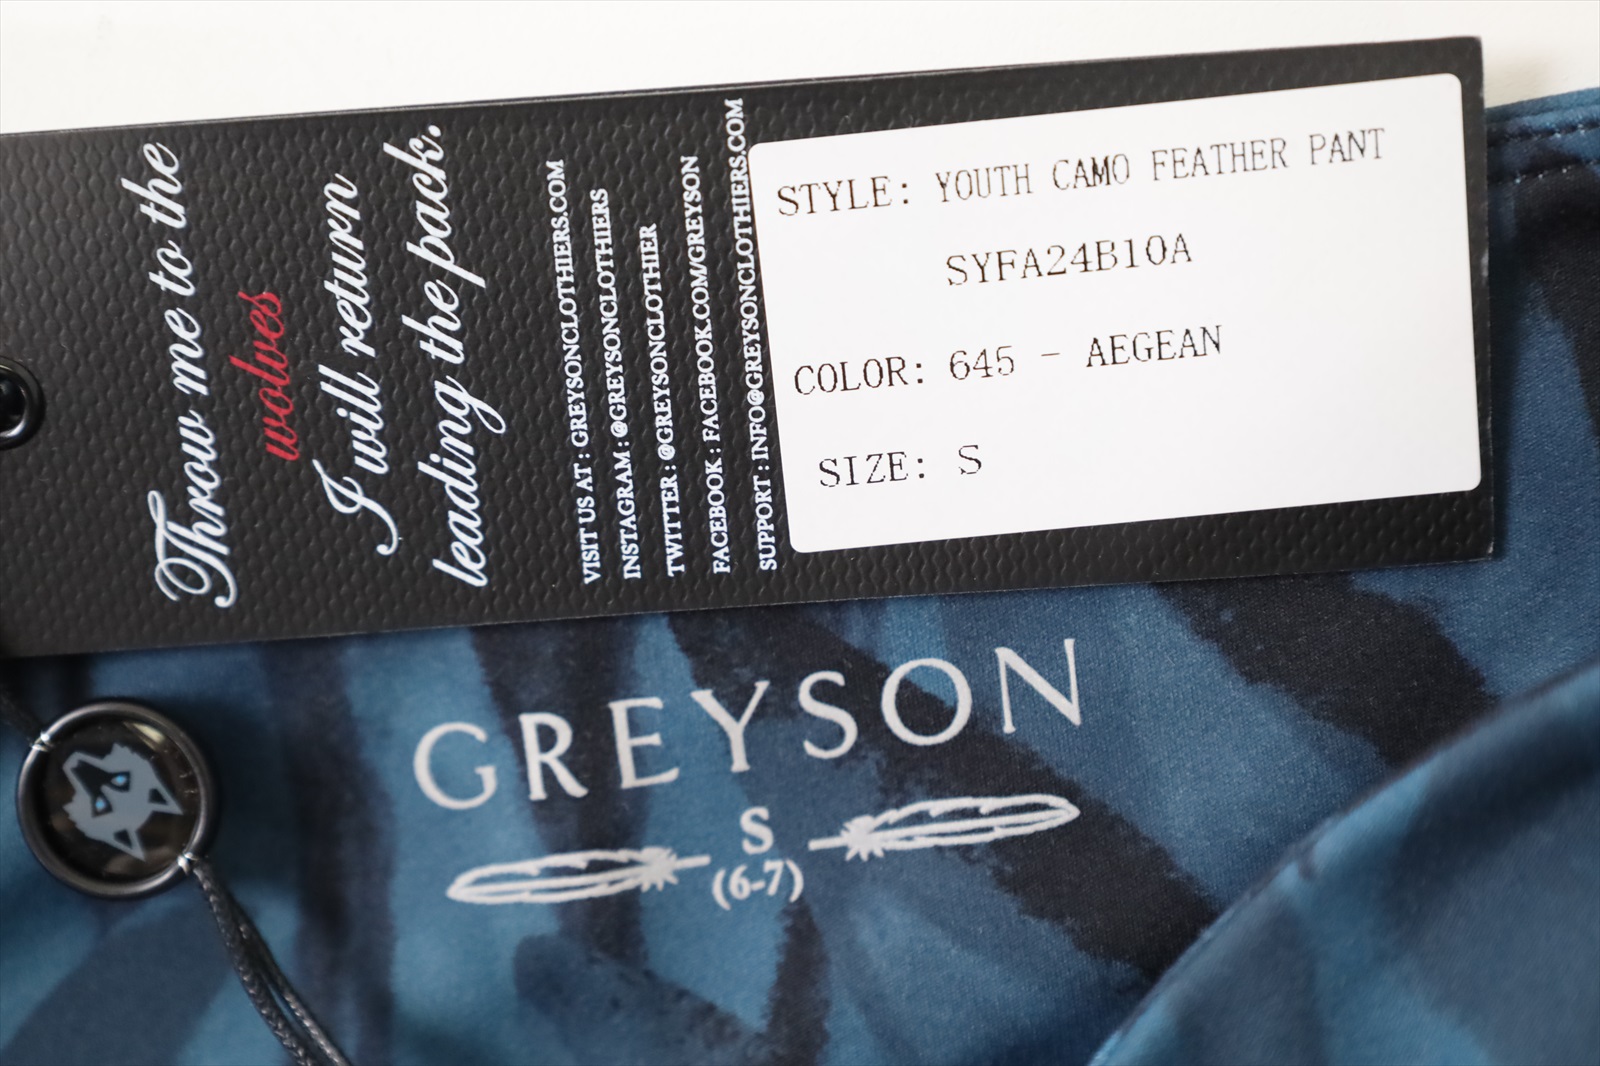 Throw me to the
wolves
I will return
leading the pack.
VISIT US AT : GREYSONCLOTHIERS.COM
INSTAGRAM : @GREYSONCLOTHIERS
TWITTER : @GREYSONCLOTHIER
FACEBOOK : FACEBOOK.COM/GREYSON
SUPPORT : INFO@GREYSONCLOTHIERS.COM
STYLE: YOUTH CAMO FEATHER PANT
SYFA24B10A
COLOR: 645 - AEGEAN
SIZE: S
GREYSON
S
(6-7)